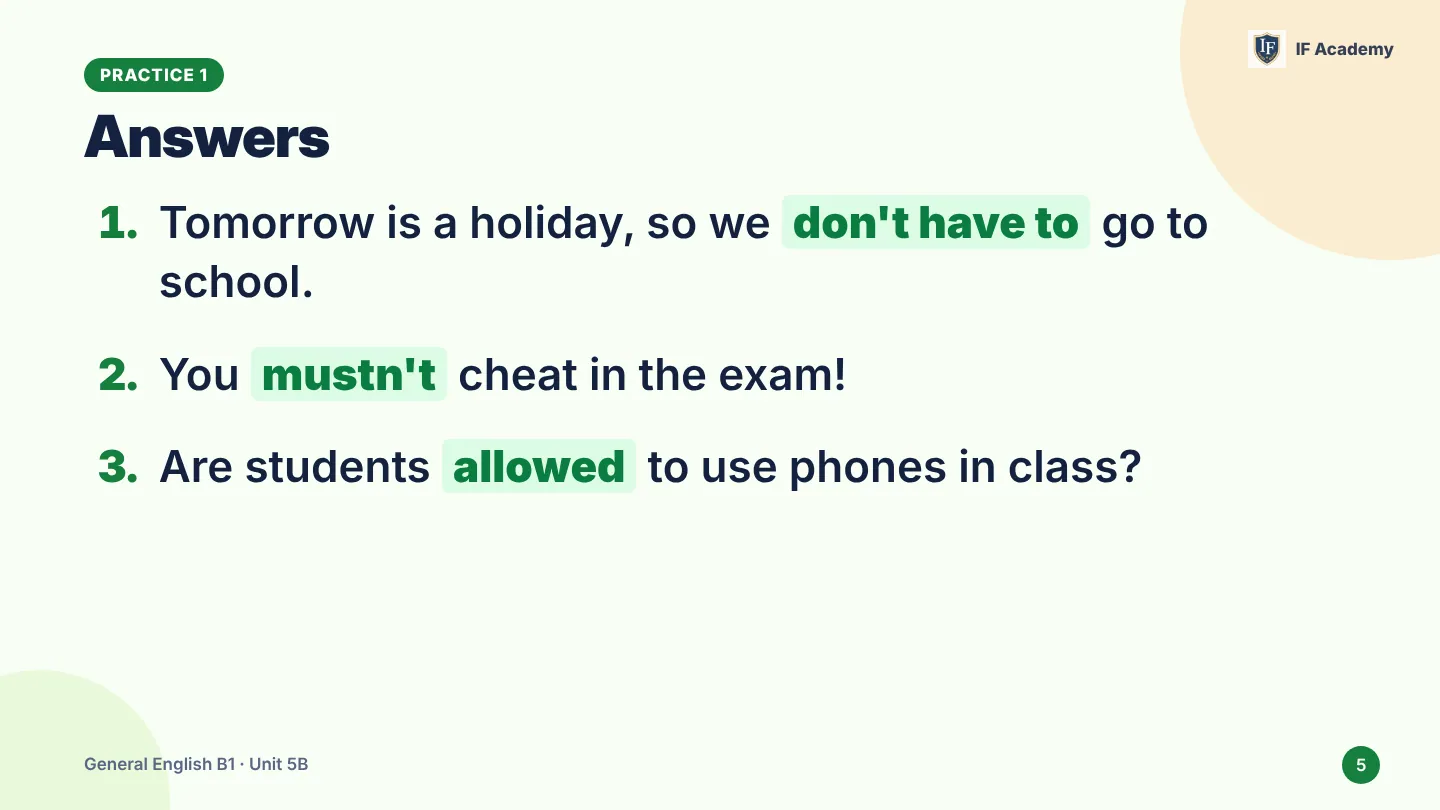 IF
IF Academy
PRACTICE 1
Answers
1. Tomorrow is a holiday, so we don't have to go to
school.
2. You mustn't cheat in the exam!
3. Are students allowed to use phones in class?
General English B1 · Unit 5B
5